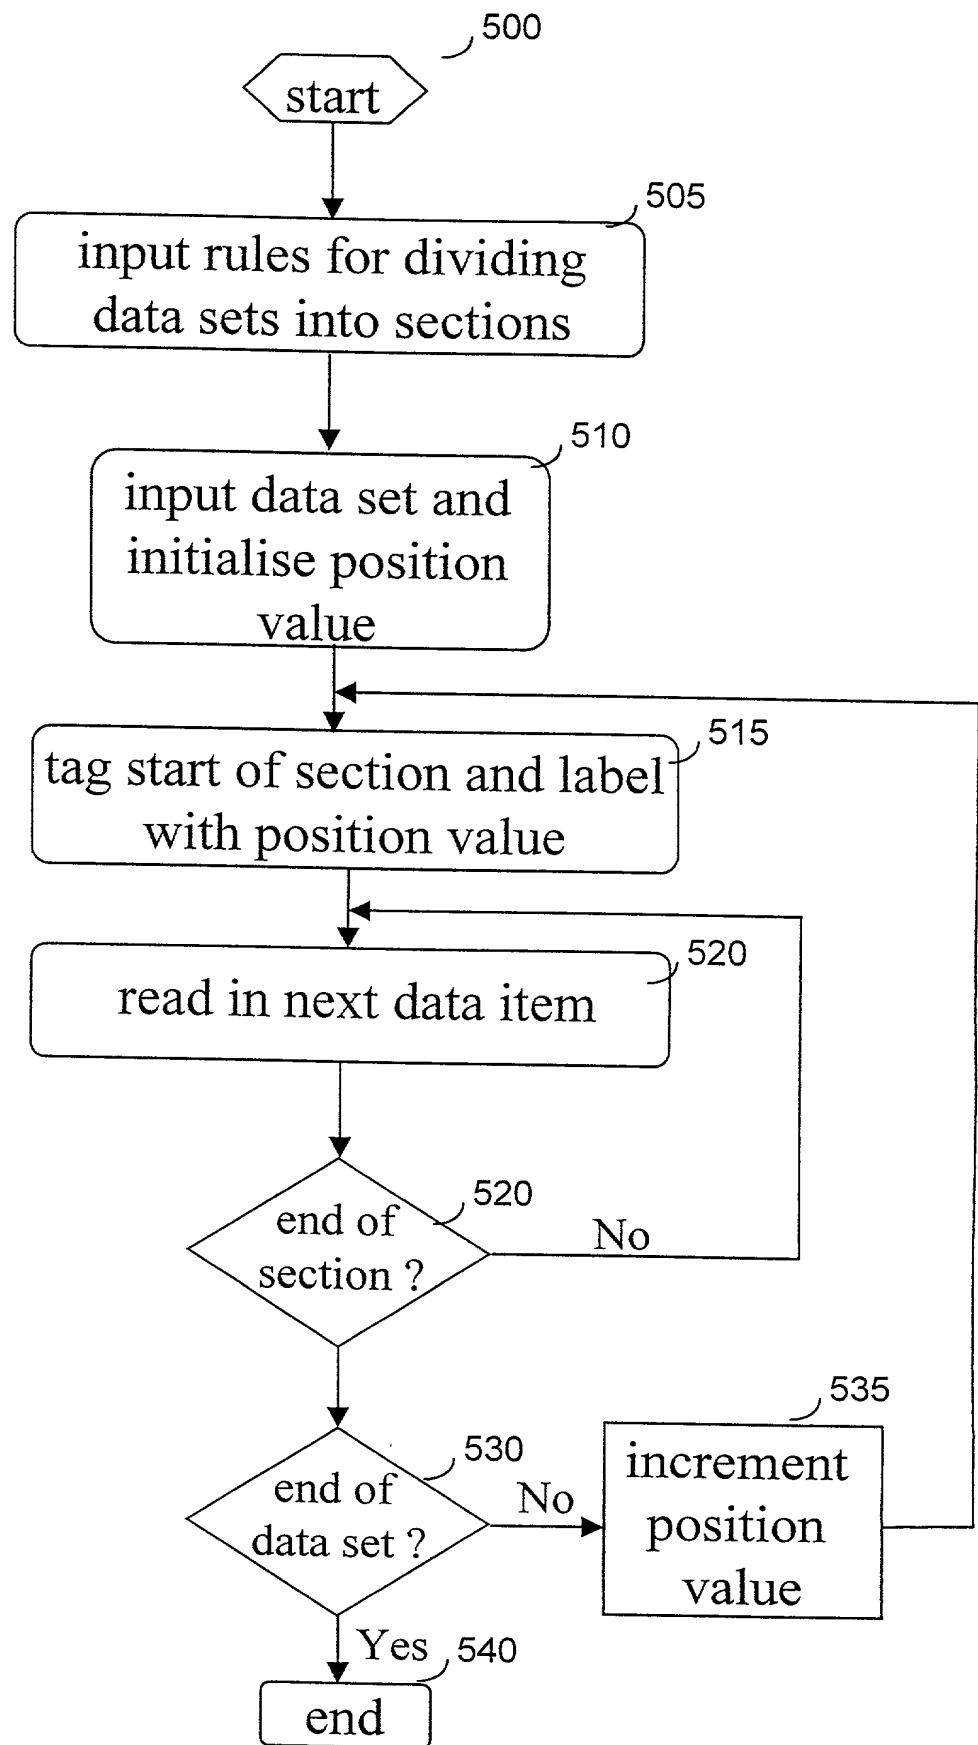 500
start
505
input rules for dividing
data sets into sections
510
input data set and
initialise position
value
515
tag start of section and label
with position value
520
read in next data item
520
end of
section ?
No
530
end of
data set ?
No
535
increment
position
value
Yes
540
end